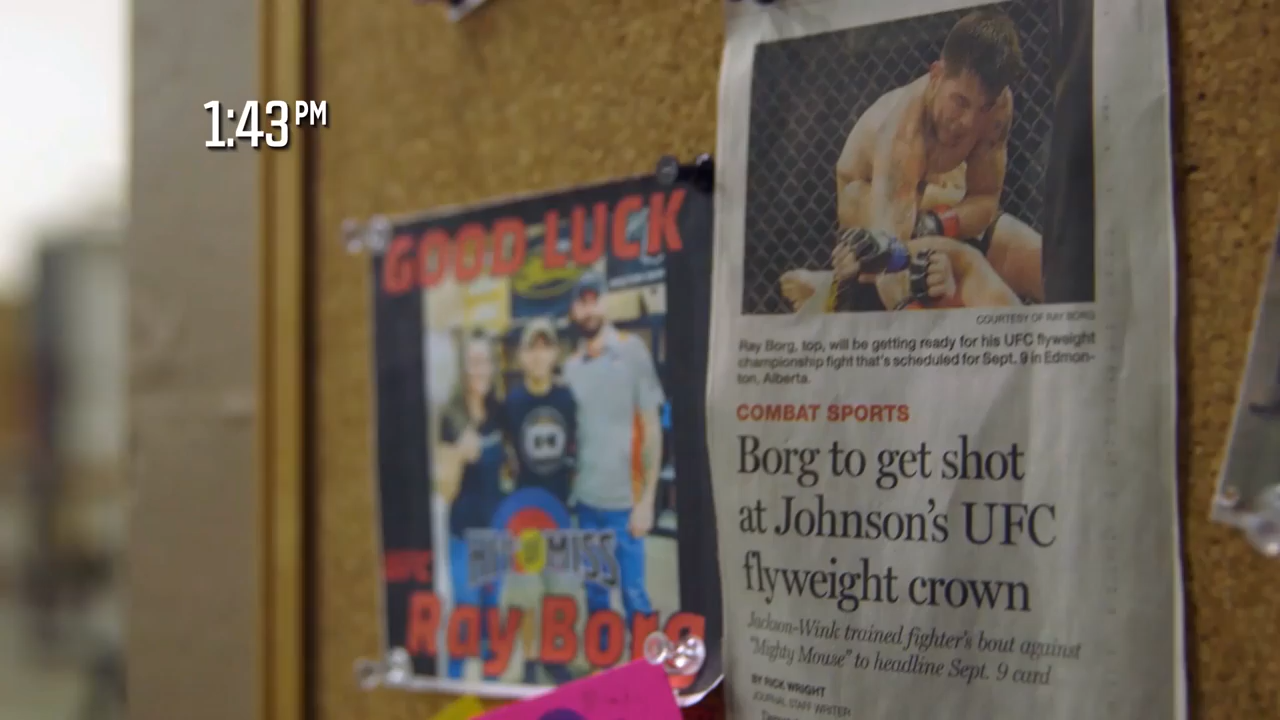 1:43 PM
GOOD LUCK
HIT OR MISS
UFC
Ray Borg
COURTESY OF RAY BORG
Ray Borg, top, will be getting ready for his UFC flyweight
championship fight that's scheduled for Sept. 9 in Edmon-
ton, Alberta.
COMBAT SPORTS
Borg to get shot
at Johnson's UFC
flyweight crown
Jackson-Wink trained fighter's bout against
"Mighty Mouse" to headline Sept. 9 card
BY RICK WRIGHT
JOURNAL STAFF WRITER